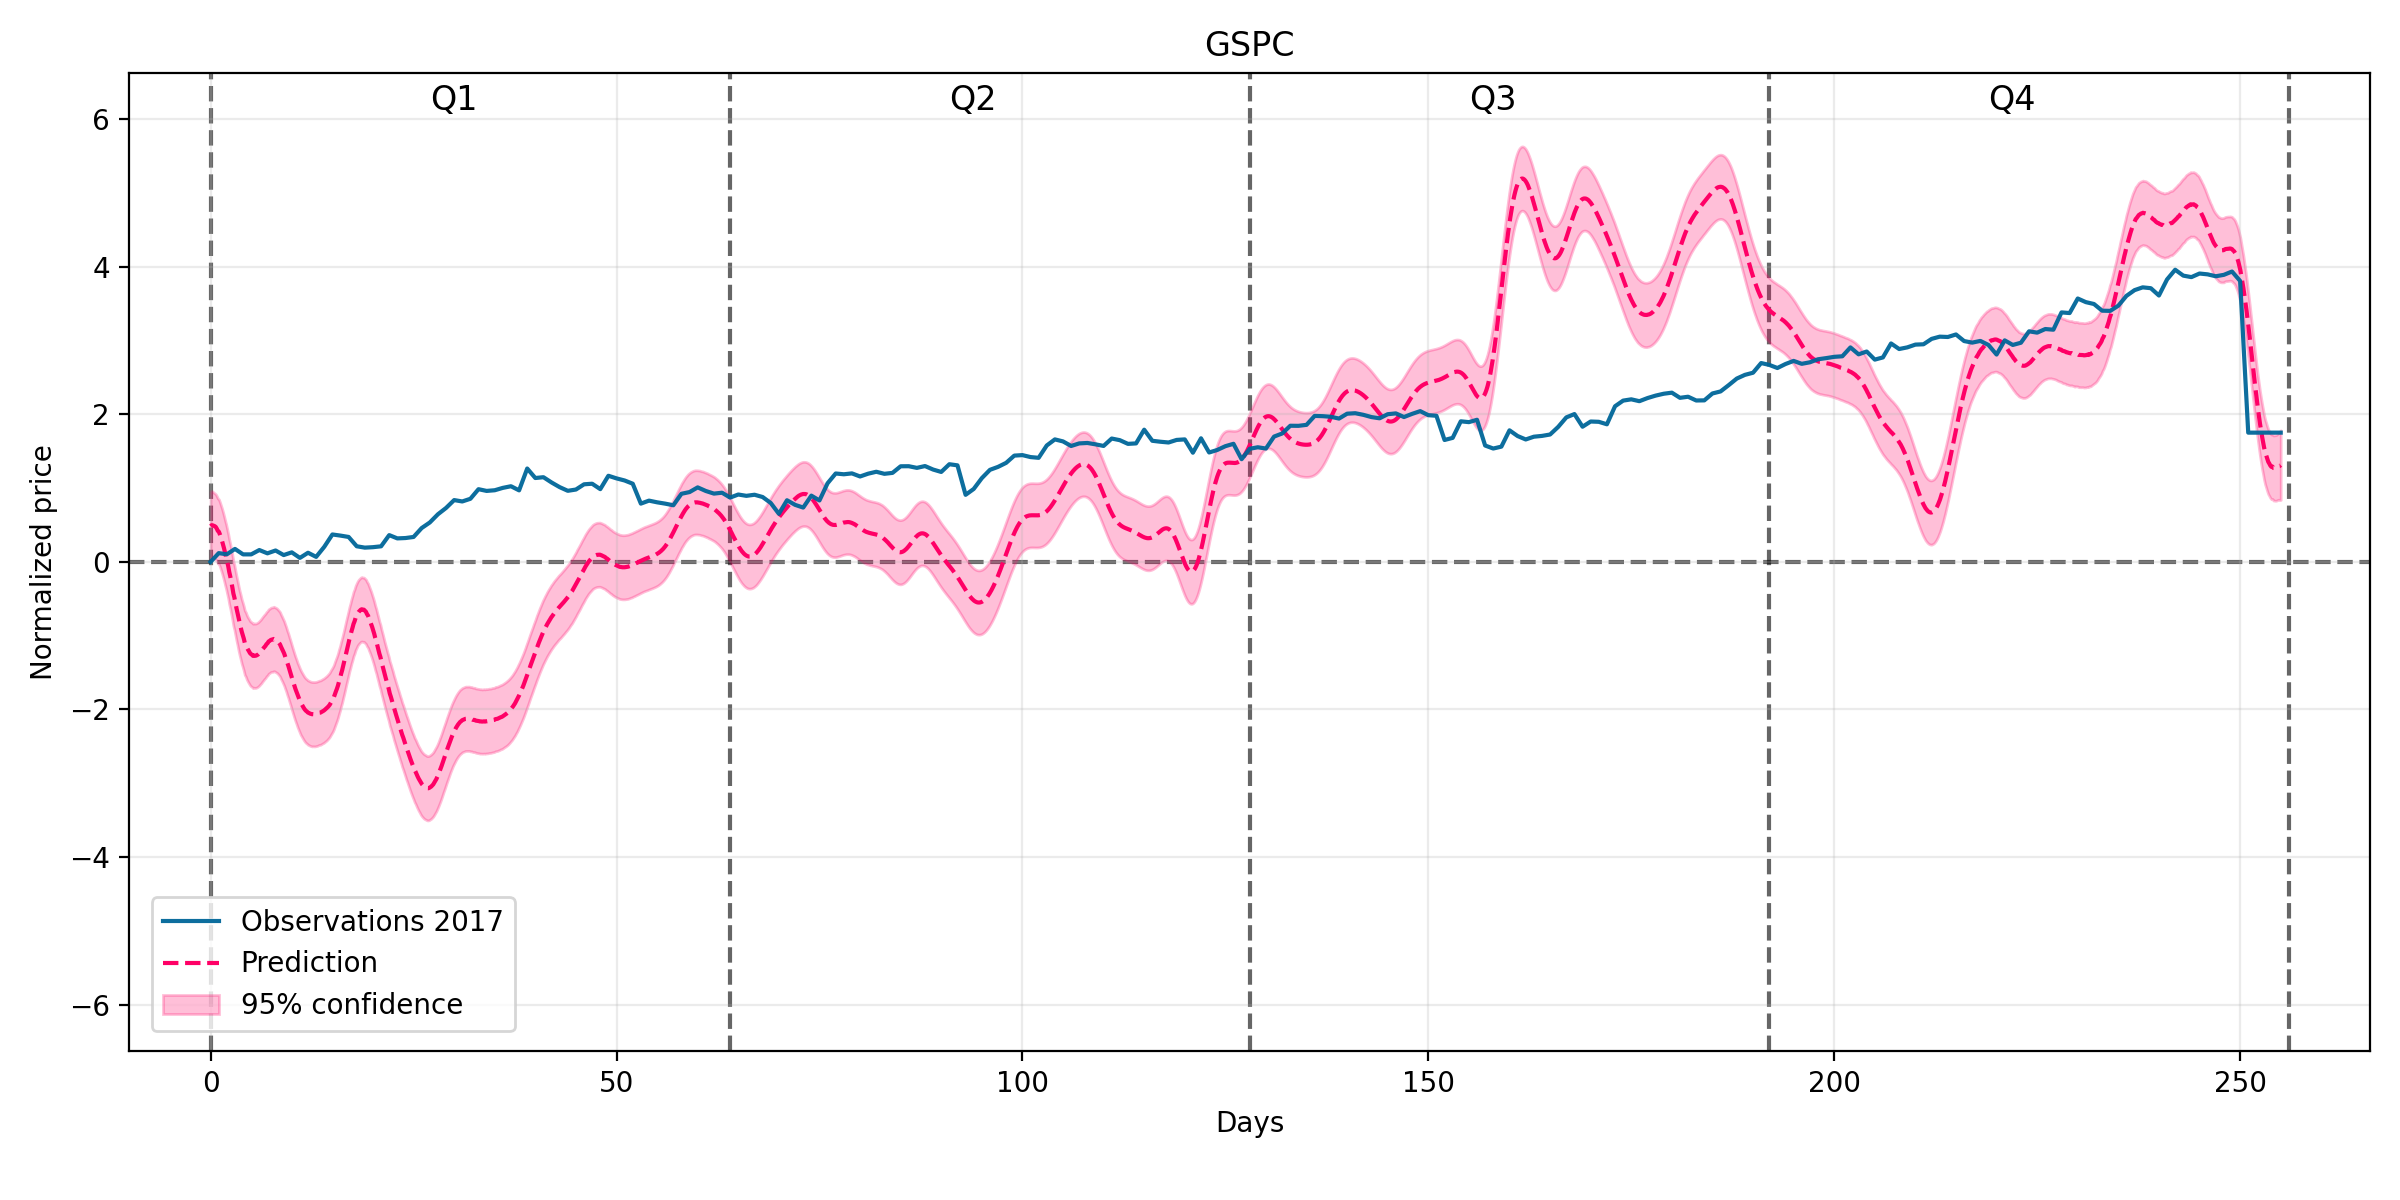 GSPC
Q1 Q2 Q3 Q4
6
4
2
0
−2
−4
−6
Normalized price
Observations 2017
Prediction
95% confidence
0 50 100 150 200 250
Days